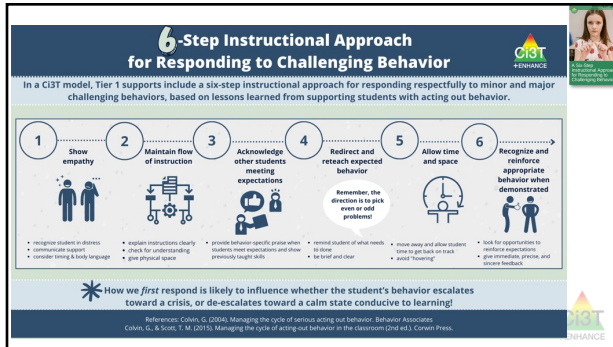 6-Step Instructional Approach
for Responding to Challenging Behavior
Ci3T
+ENHANCE
In a Ci3T model, Tier 1 supports include a six-step instructional approach for responding respectfully to minor and major
challenging behaviors, based on lessons learned from supporting students with acting out behavior.
1
Show
empathy
• recognize student in distress
• communicate support
• consider timing & body language
2
Maintain flow
of instruction
• explain instructions clearly
• check for understanding
• give physical space
3
Acknowledge
other students
meeting
expectations
• provide behavior-specific praise when
students meet expectations and show
previously taught skills
4
Redirect and
reteach expected
behavior
Remember, the
direction is to pick
even or odd
problems!
• remind student of what needs
to done
• be brief and clear
5
Allow time
and space
• move away and allow student
time to get back on track
• avoid "hovering"
6
Recognize and
reinforce
appropriate
behavior when
demonstrated
• look for opportunities to
reinforce expectations
• give immediate, precise, and
sincere feedback
How we first respond is likely to influence whether the student's behavior escalates
toward a crisis, or de-escalates toward a calm state conducive to learning!
References: Colvin, G. (2004). Managing the cycle of serious acting out behavior. Behavior Associates
Colvin, G., & Scott, T. M. (2015). Managing the cycle of acting-out behavior in the classroom (2nd ed.). Corwin Press.
A Six-Step
Instructional Approach
for Responding to
Challenging
Ci3T
ENHANCE